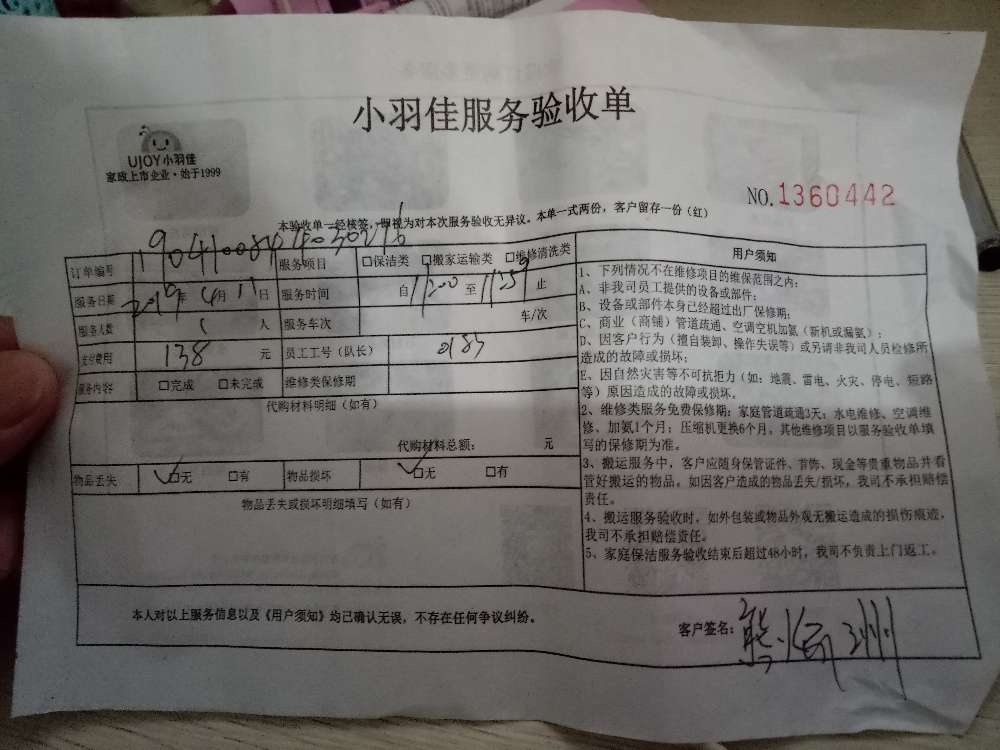 小羽佳服务验收单
UJOY小羽佳
家政上市企业·始于1999
NO.1360442
本验收单一经核签，即视为对本次服务验收无异议。本单一式两份，客户留存一份（红）
订单编号 服务项目 □保洁类 □搬家运输类 □维修清洗类
服务日期 2019年4月11日 服务时间 自11:00至11:59止
服务人数 1 人 服务车次 车/次
支付费用 138 元 员工工号（队长） 0183
服务内容 □完成 □未完成 维修类保修期
代购材料明细（如有）
代购材料总额： 元
物品丢失 □无 □有 物品损坏 □无 □有
物品丢失或损坏明细填写（如有）
用户须知
1、下列情况不在维修项目的维保范围之内：
A、非我司员工提供的设备或部件；
B、设备或部件本身已经超过出厂保修期；
C、商业（商铺）管道疏通、空调空机加氨（新机或漏氨）；
D、因客户行为（擅自装卸、操作失误等）或另请非我司人员检修所
造成的故障或损坏；
E、因自然灾害等不可抗拒力（如：地震、雷电、火灾、停电、短路
等）原因造成的故障或损坏。
2、维修类服务免费保修期：家庭管道疏通3天；水电维修、空调维
修、加氨1个月；压缩机更换6个月，其他维修项目以服务验收单填
写的保修期为准。
3、搬运服务中，客户应随身保管证件、首饰、现金等贵重物品并看
管好搬运的物品。如因客户造成的物品丢失/损坏，我司不承担赔偿
责任。
4、搬运服务验收时，如外包装或物品外观无搬运造成的损伤痕迹，
我司不承担赔偿责任。
5、家庭保洁服务验收结束后超过48小时，我司不负责上门返工。
本人对以上服务信息以及《用户须知》均已确认无误，不存在任何争议纠纷。
客户签名：